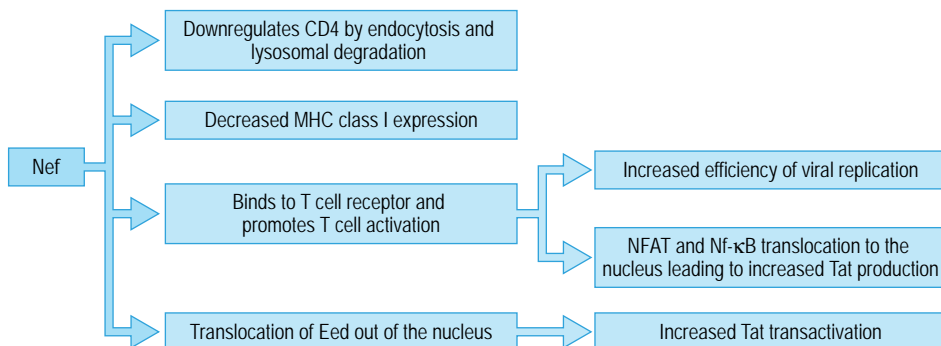 Downregulates CD4 by endocytosis and
lysosomal degradation
Decreased MHC class I expression
Nef
Binds to T cell receptor and
promotes T cell activation
Increased efficiency of viral replication
NFAT and Nf-κB translocation to the
nucleus leading to increased Tat production
Translocation of Eed out of the nucleus
Increased Tat transactivation